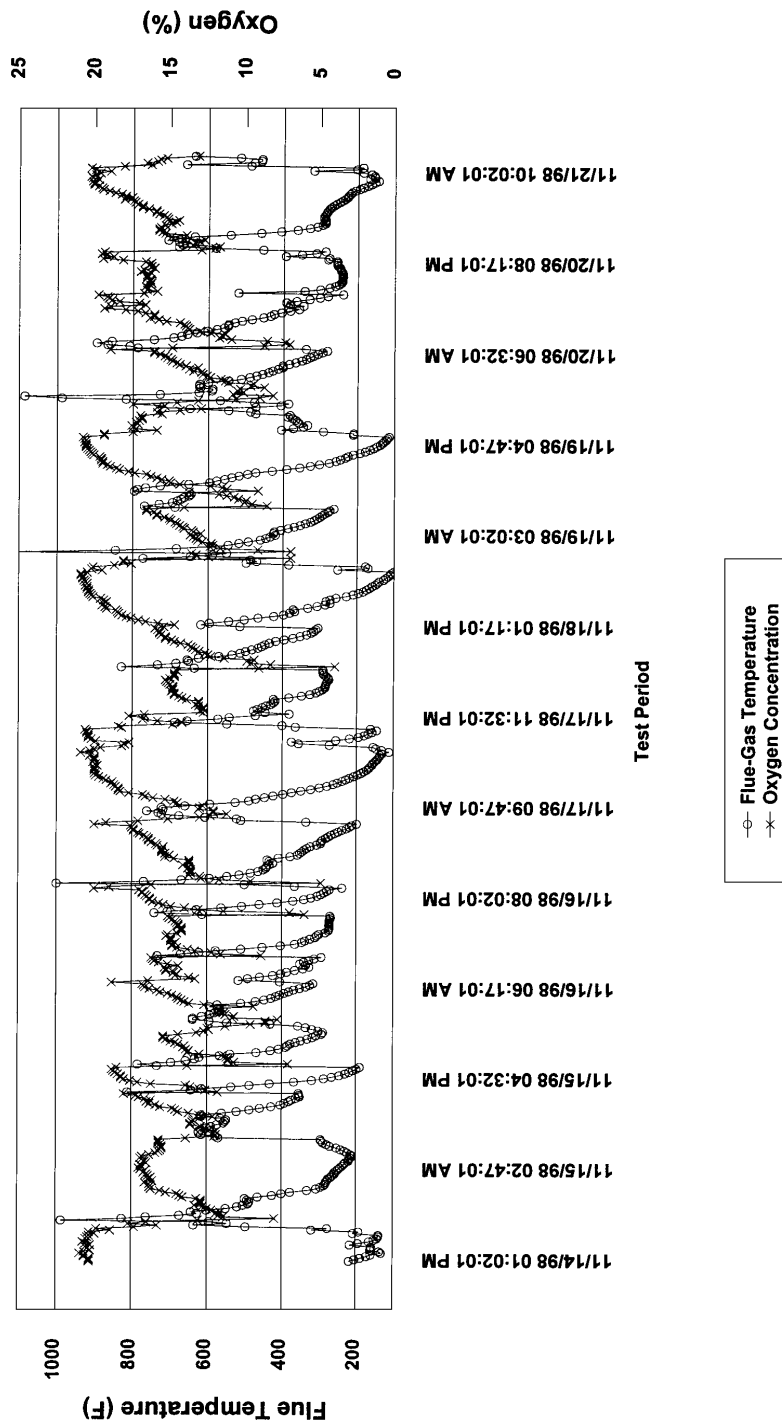 Flue Temperature (F)
1000
800
600
400
200
Oxygen (%)
25
20
15
10
5
0
11/14/98 01:02:01 PM
11/15/98 02:47:01 AM
11/15/98 04:32:01 PM
11/16/98 06:17:01 AM
11/16/98 08:02:01 PM
11/17/98 09:47:01 AM
11/17/98 11:32:01 PM
11/18/98 01:17:01 PM
11/19/98 03:02:01 AM
11/19/98 04:47:01 PM
11/20/98 06:32:01 AM
11/20/98 08:17:01 PM
11/21/98 10:02:01 AM
Test Period
Flue-Gas Temperature
Oxygen Concentration